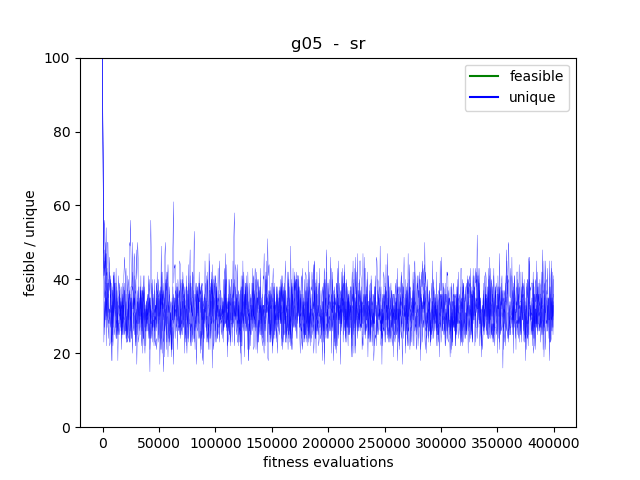 g05 - sr
feasible
unique
100
80
60
40
20
0
fesible / unique
0 50000 100000 150000 200000 250000 300000 350000 400000
fitness evaluations